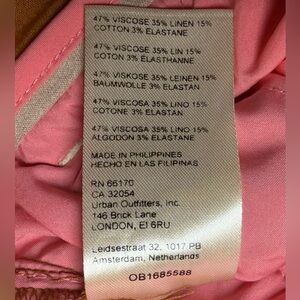 47% VISCOSE 35% LINEN 15%
COTTON 3% ELASTANE
47% VISCOSE 35% LIN 15%
COTON 3% ELASTHANNE
47% VISKOSE 35% LEINEN 15%
BAUMWOLLE 3% ELASTAN
47% VISCOSA 35% LINO 15%
COTONE 3% ELASTAN
47% VISCOSA 35% LINO 15%
ALGODON 3% ELASTANE
MADE IN PHILIPPINES
HECHO EN LAS FILIPINAS
RN 66170
CA 32054
Urban Outfitters, Inc.
146 Brick Lane
LONDON, E1 6RU
Leidsestraat 32, 1017 PB
Amsterdam, Netherlands
OB1685588